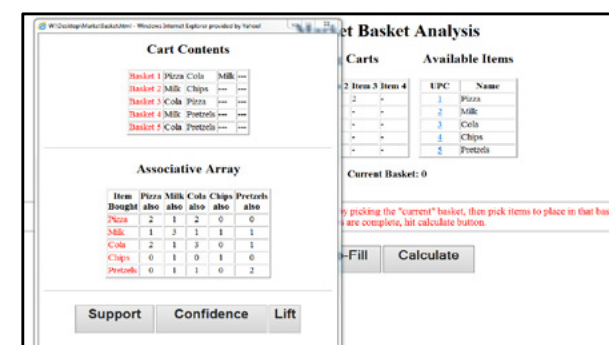 W:\Desktop\MarketBasket.html - Windows Internet Explorer provided by Yahoo!
Cart Contents
Basket 1 Pizza Cola Milk ---
Basket 2 Milk Chips --- ---
Basket 3 Cola Pizza --- ---
Basket 4 Milk Pretzels --- ---
Basket 5 Cola Pretzels --- ---
Associative Array
Item Bought Pizza also Milk also Cola also Chips also Pretzels also
Pizza 2 1 2 0 0
Milk 1 3 1 1 1
Cola 2 1 3 0 1
Chips 0 1 0 1 0
Pretzels 0 1 1 0 2
Support Confidence Lift
et Basket Analysis
Carts Available Items
2 Item 3 Item 4 UPC Name
2 - 1 Pizza
- - 2 Milk
- - 3 Cola
- - 4 Chips
- - 5 Pretzels
Current Basket: 0
by picking the "current" basket, then pick items to place in that bas
s are complete, hit calculate button.
-Fill Calculate